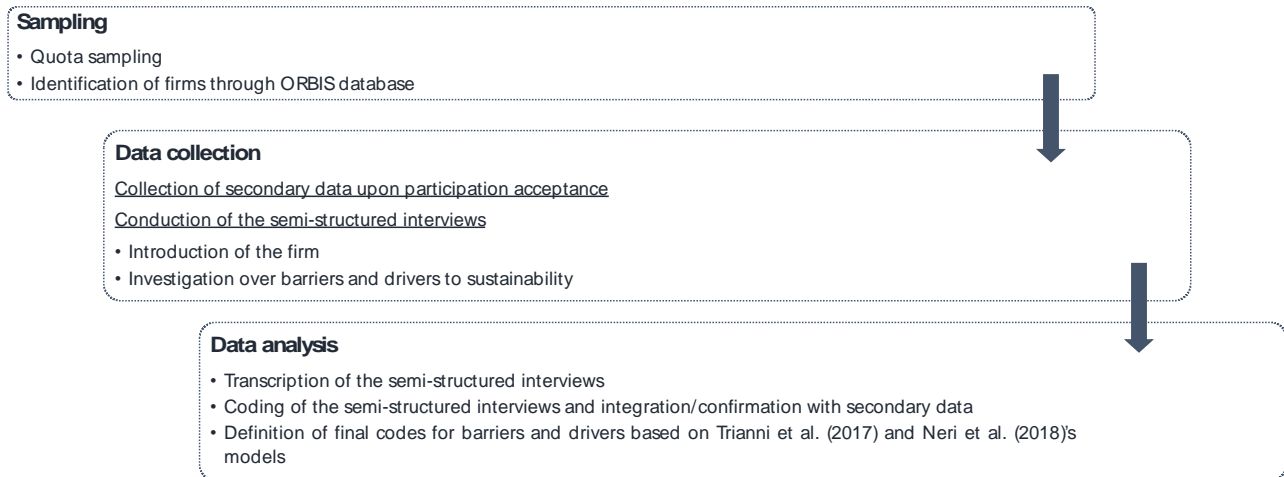 Sampling
• Quota sampling
• Identification of firms through ORBIS database
Data collection
Collection of secondary data upon participation acceptance
Conduction of the semi-structured interviews
• Introduction of the firm
• Investigation over barriers and drivers to sustainability
Data analysis
• Transcription of the semi-structured interviews
• Coding of the semi-structured interviews and integration/confirmation with secondary data
• Definition of final codes for barriers and drivers based on Trianni et al. (2017) and Neri et al. (2018)'s
models